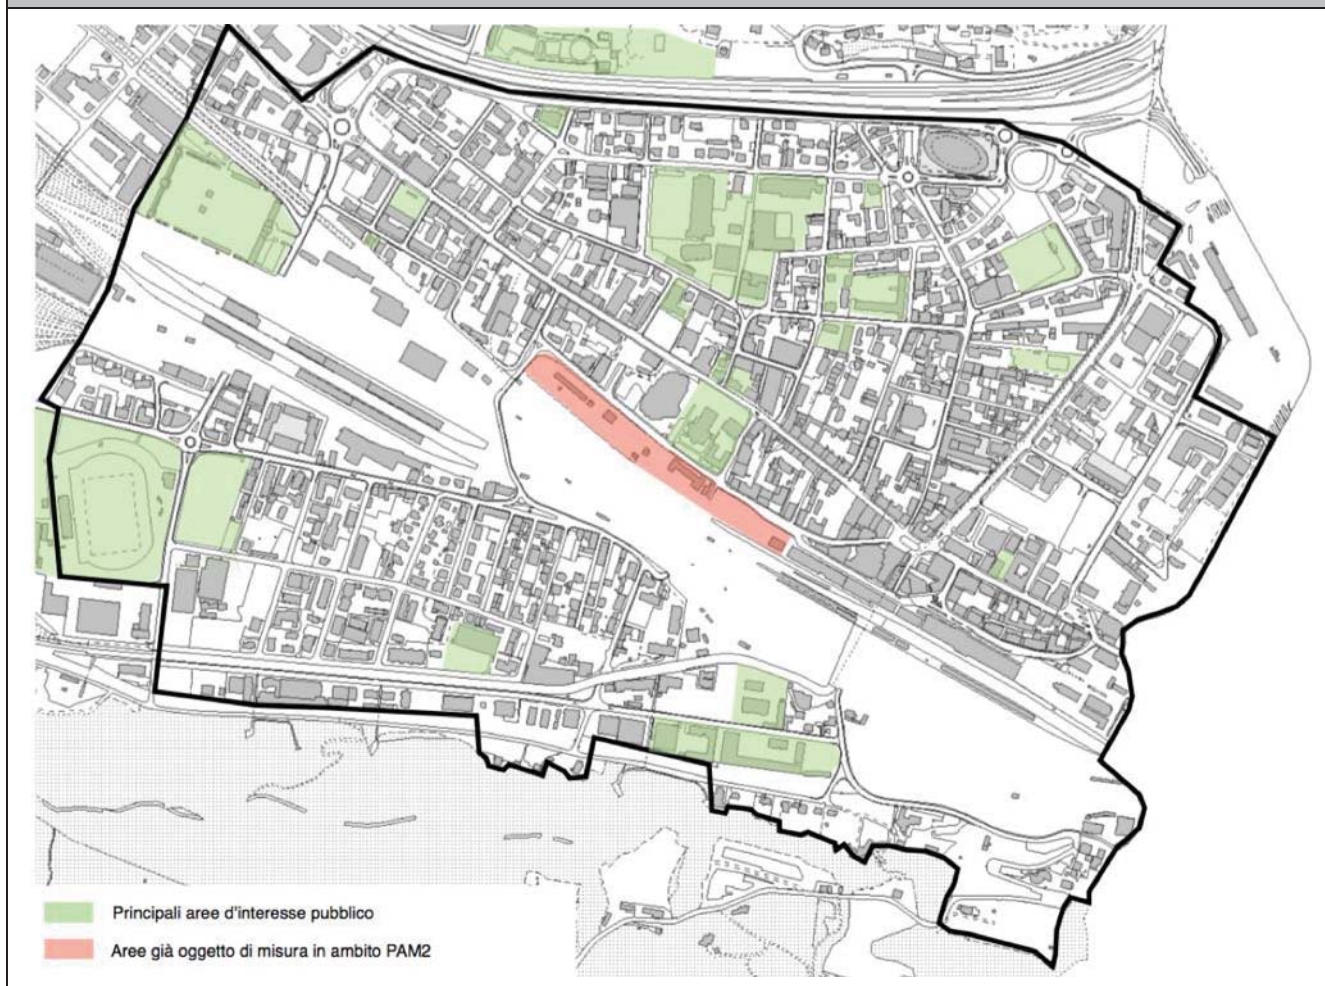 Principali aree d'interesse pubblico
Aree già oggetto di misura in ambito PAM2